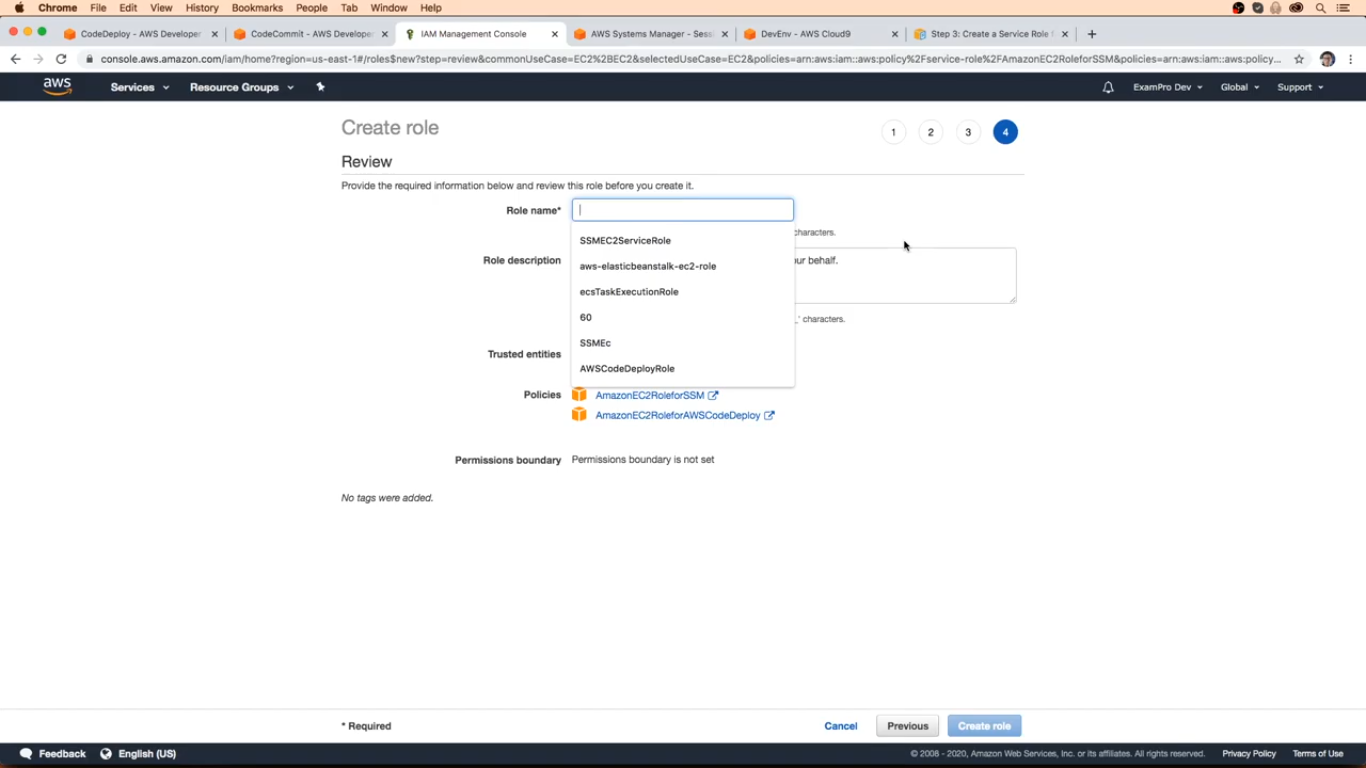 Chrome File Edit View History Bookmarks People Tab Window Help
CodeDeploy - AWS Developer CodeCommit - AWS Developer IAM Management Console AWS Systems Manager - Sess DevEnv - AWS Cloud9 Step 3: Create a Service Role
console.aws.amazon.com/iam/home?region=us-east-1#/roles$new?step=review&commonUseCase=EC2%2BEC2&selectedUseCase=EC2&policies=arn:aws:iam::aws:policy%2Fservice-role%2FAmazonEC2RoleforSSM&policies=arn:aws:iam::aws:policy...
aws Services Resource Groups ExamPro Dev Global Support
Create role 1 2 3 4
Review
Provide the required information below and review this role before you create it.
Role name*
characters.
SSMEC2ServiceRole
Role description ur behalf.
aws-elasticbeanstalk-ec2-role
ecsTaskExecutionRole
60 _' characters.
SSMEc
Trusted entities
AWSCodeDeployRole
Policies AmazonEC2RoleforSSM
AmazonEC2RoleforAWSCodeDeploy
Permissions boundary Permissions boundary is not set
No tags were added.
* Required Cancel Previous Create role
Feedback English (US) © 2008 - 2020, Amazon Web Services, Inc. or its affiliates. All rights reserved. Privacy Policy Terms of Use